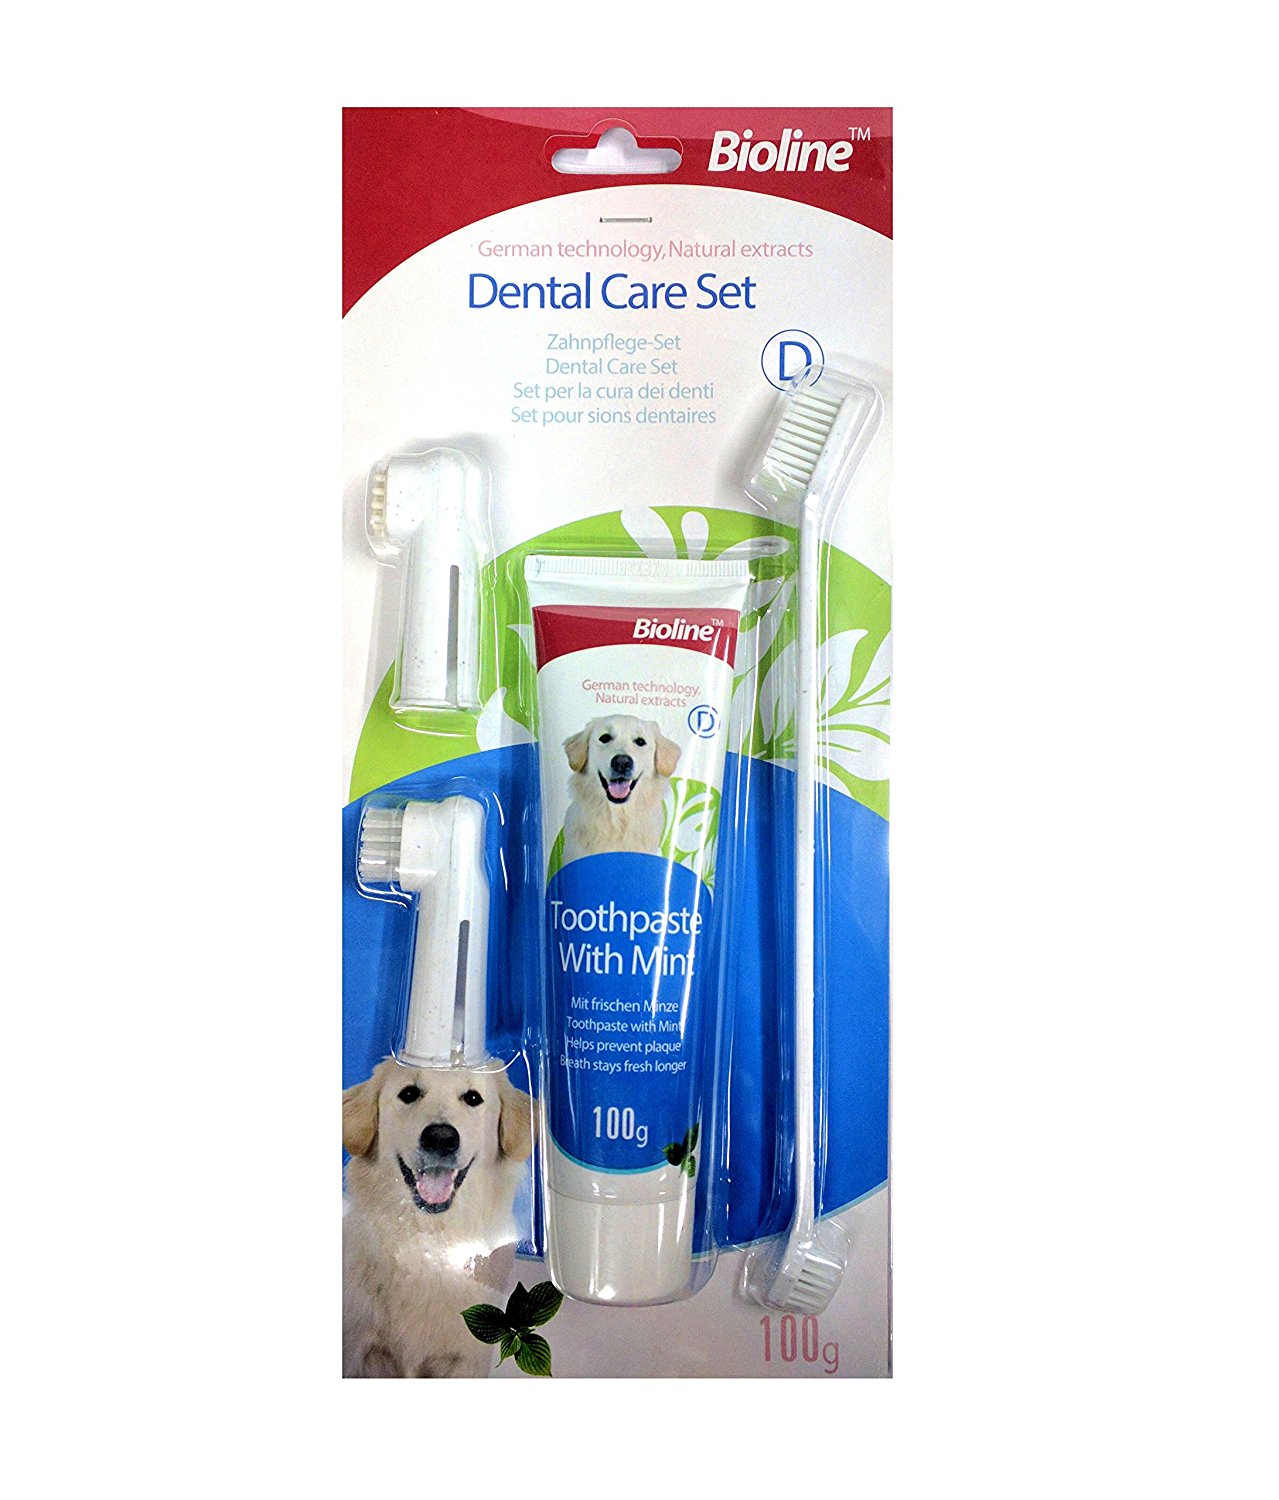 Bioline™
German technology, Natural extracts
Dental Care Set
Zahnpflege-Set
Dental Care Set
Set per la cura dei denti
Set pour sions dentaires
D
Bioline™
German technology,
Natural extracts
D
Toothpaste
With Mint
Mit frischen Minze
Toothpaste with Mint
Helps prevent plaque
Breath stays fresh longer
100g
100g